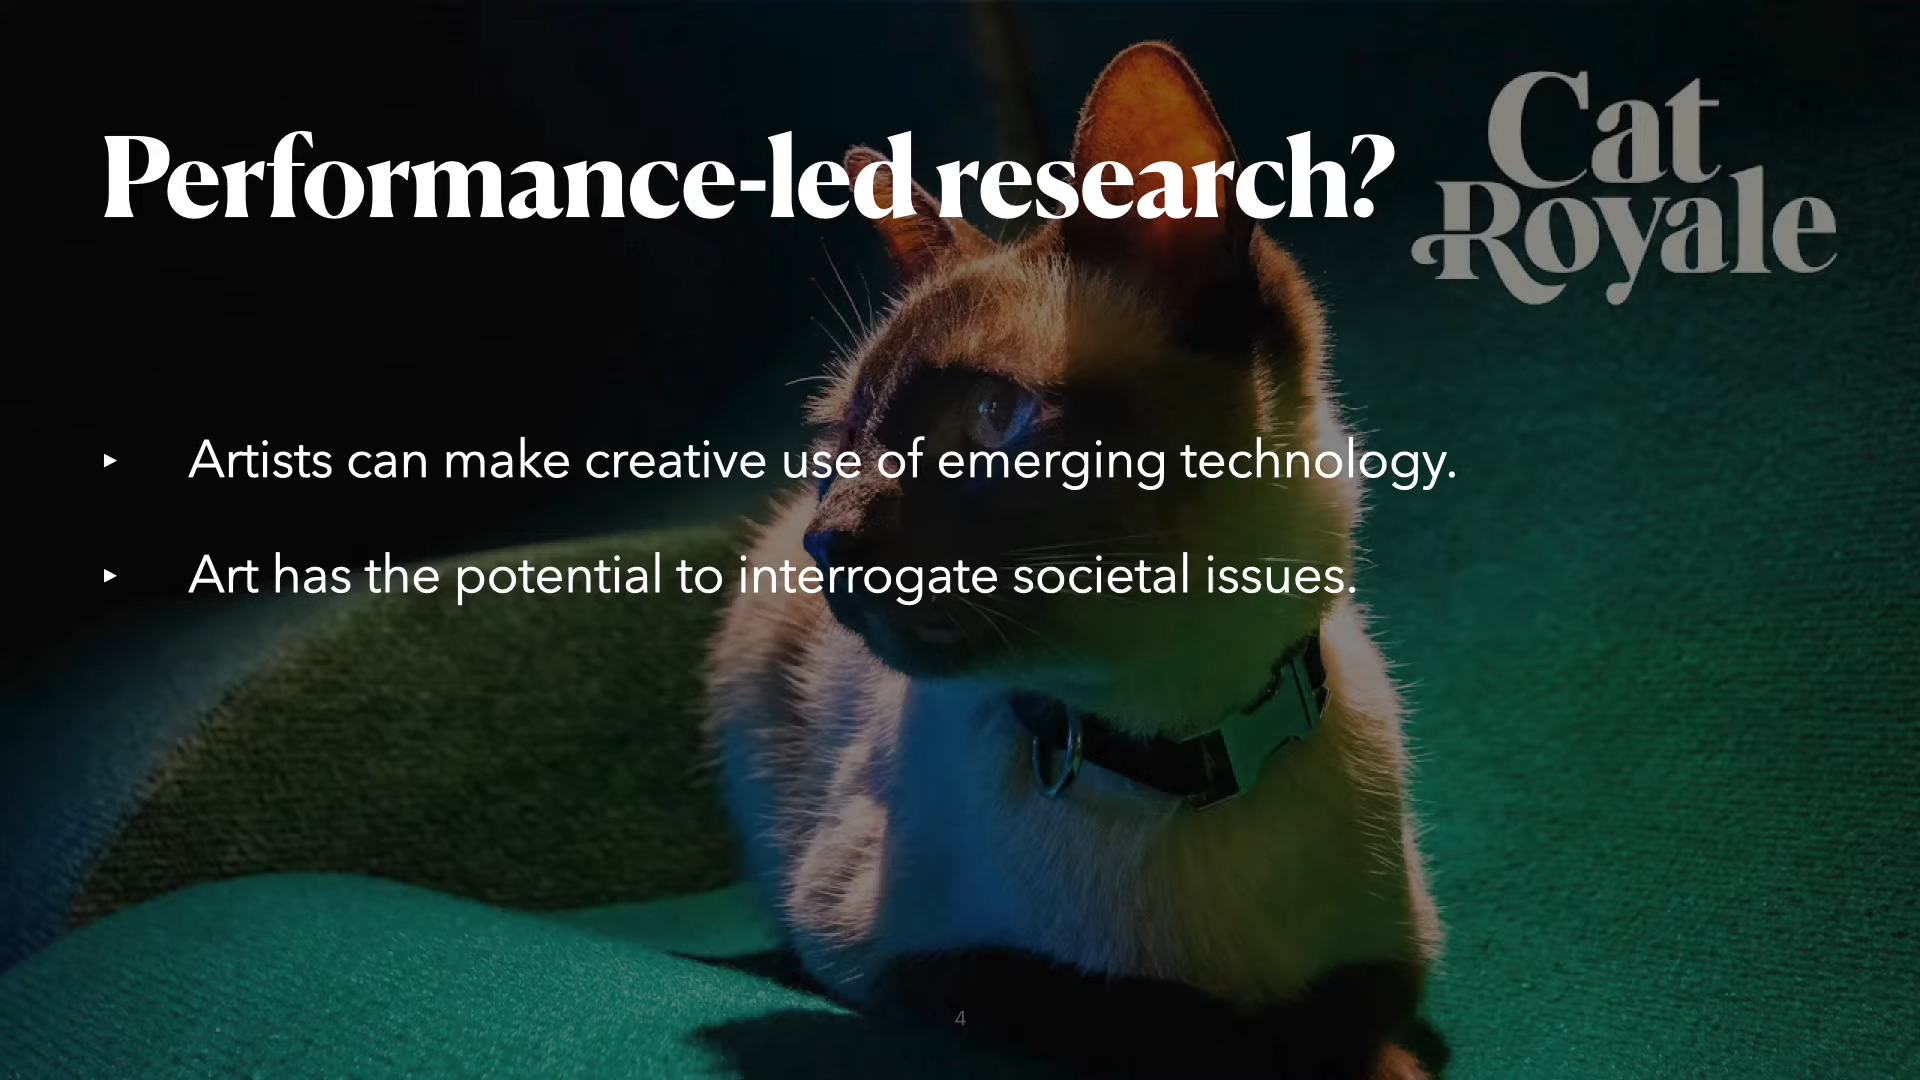 Performance-led research?
Cat
Royale
‣ Artists can make creative use of emerging technology.
‣ Art has the potential to interrogate societal issues.
4